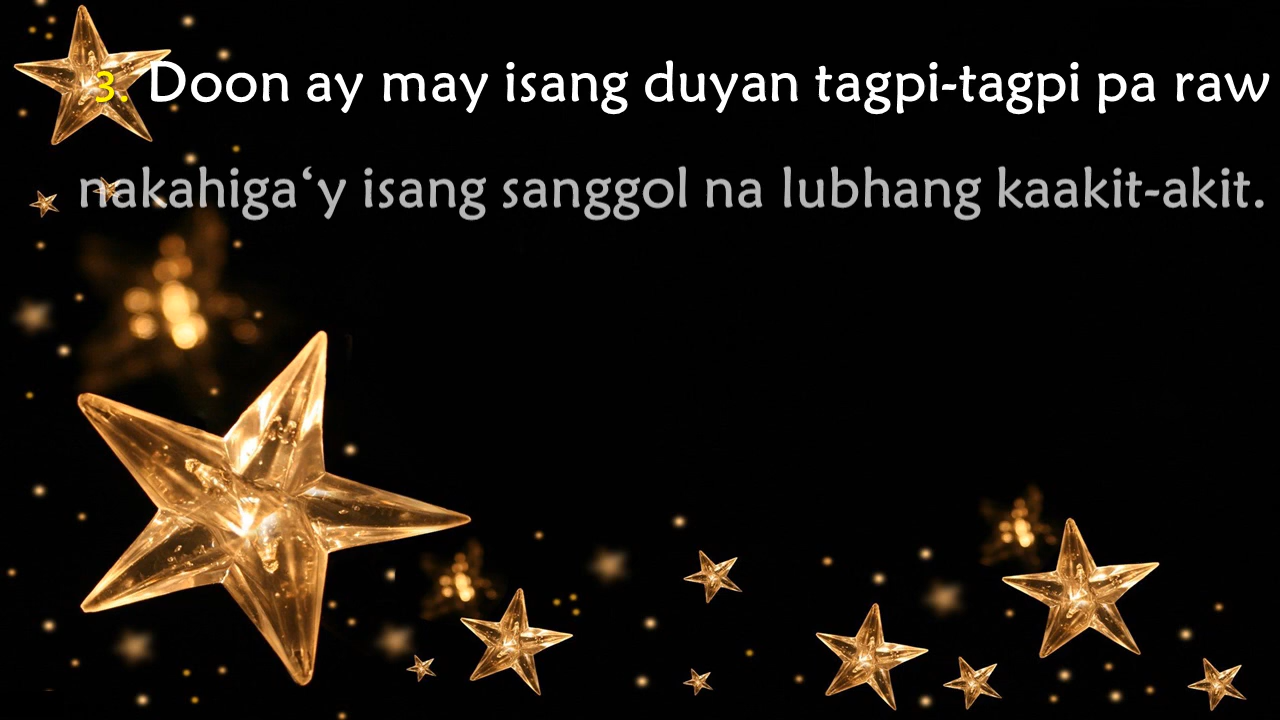 3. Doon ay may isang duyan tagpi-tagpi pa raw
nakahiga‘y isang sanggol na lubhang kaakit-akit.